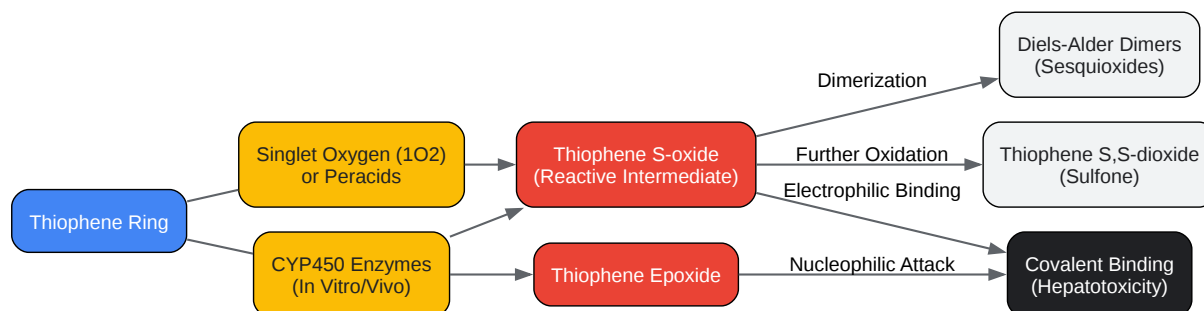 Thiophene Ring
Singlet Oxygen (1O2)
or Peracids
CYP450 Enzymes
(In Vitro/Vivo)
Thiophene S-oxide
(Reactive Intermediate)
Thiophene Epoxide
Dimerization
Further Oxidation
Electrophilic Binding
Nucleophilic Attack
Diels-Alder Dimers
(Sesquioxides)
Thiophene S,S-dioxide
(Sulfone)
Covalent Binding
(Hepatotoxicity)